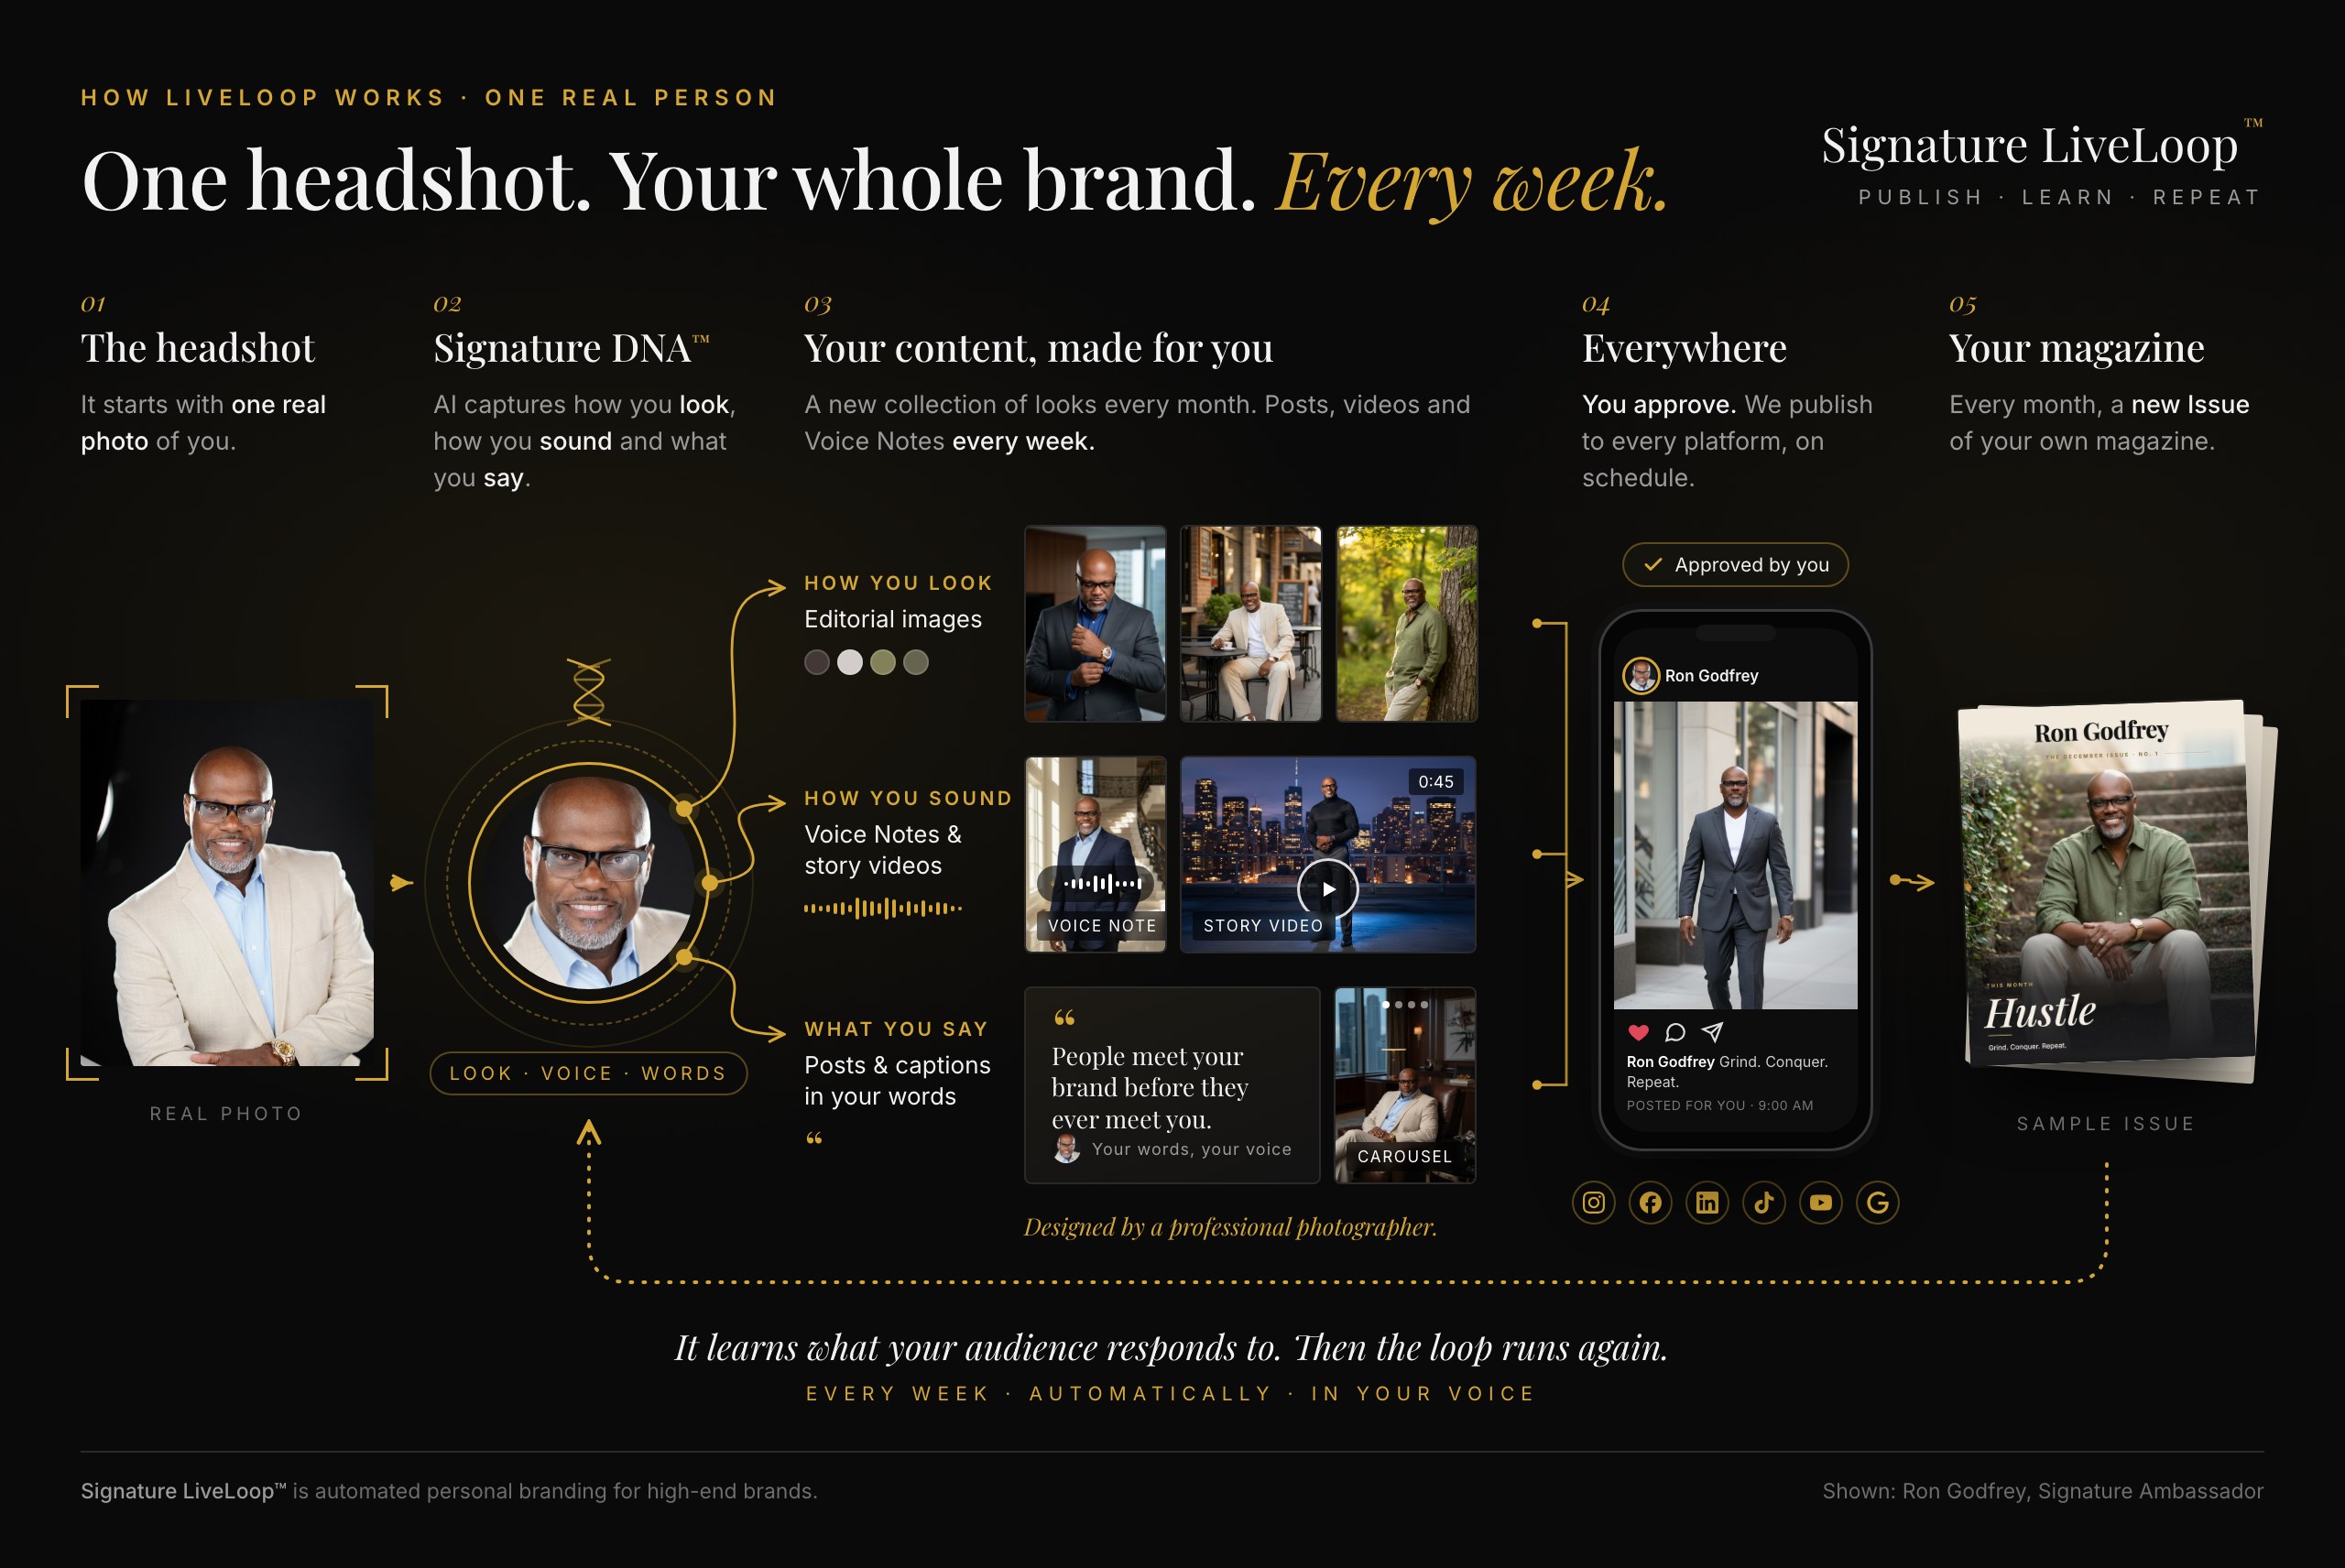 HOW LIVELOOP WORKS · ONE REAL PERSON
One headshot. Your whole brand. Every week.
Signature LiveLoop™
PUBLISH · LEARN · REPEAT
01
The headshot
It starts with one real
photo of you.
02
Signature DNA™
AI captures how you look,
how you sound and what
you say.
03
Your content, made for you
A new collection of looks every month. Posts, videos and
Voice Notes every week.
04
Everywhere
You approve. We publish
to every platform, on
schedule.
05
Your magazine
Every month, a new Issue
of your own magazine.
REAL PHOTO
LOOK · VOICE · WORDS
HOW YOU LOOK
Editorial images
HOW YOU SOUND
Voice Notes &
story videos
VOICE NOTE
0:45
STORY VIDEO
WHAT YOU SAY
Posts & captions
in your words
“
“
People meet your
brand before they
ever meet you.
Your words, your voice
CAROUSEL
Designed by a professional photographer.
Approved by you
Ron Godfrey
Ron Godfrey Grind. Conquer.
Repeat.
POSTED FOR YOU · 9:00 AM
Ron Godfrey
THE DECEMBER ISSUE · NO. 1
THIS MONTH
Hustle
Grind. Conquer. Repeat.
SAMPLE ISSUE
It learns what your audience responds to. Then the loop runs again.
EVERY WEEK · AUTOMATICALLY · IN YOUR VOICE
Signature LiveLoop™ is automated personal branding for high-end brands.
Shown: Ron Godfrey, Signature Ambassador